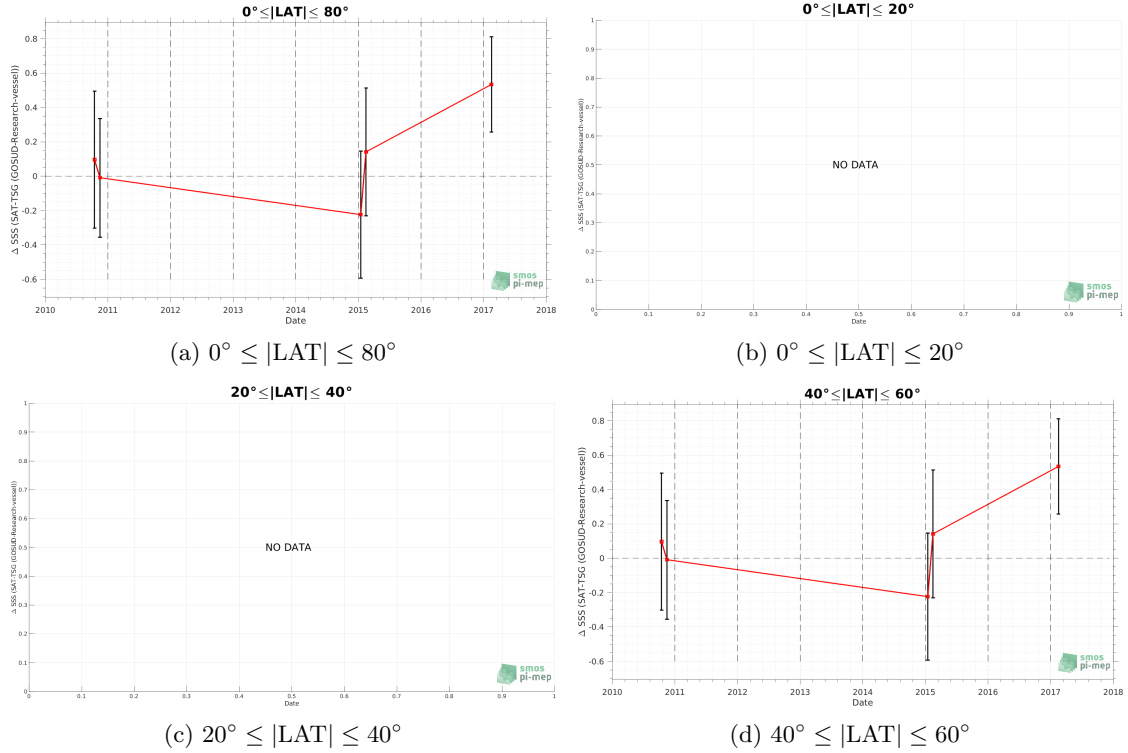 0°≤|LAT|≤ 80°
Δ SSS (SAT-TSG (GOSUD-Research-vessel))
0.8
0.6
0.4
0.2
0
-0.2
-0.4
-0.6
2010 2011 2012 2013 2014 2015 2016 2017 2018
Date
smos
pi-mep
(a) 0° ≤ |LAT| ≤ 80°
0°≤|LAT|≤ 20°
Δ SSS (SAT-TSG (GOSUD-Research-vessel))
1
0.9
0.8
0.7
0.6
0.5
0.4
0.3
0.2
0.1
0
NO DATA
0 0.1 0.2 0.3 0.4 0.5 0.6 0.7 0.8 0.9 1
Date
smos
pi-mep
(b) 0° ≤ |LAT| ≤ 20°
20°≤|LAT|≤ 40°
Δ SSS (SAT-TSG (GOSUD-Research-vessel))
1
0.9
0.8
0.7
0.6
0.5
0.4
0.3
0.2
0.1
0
NO DATA
0 0.1 0.2 0.3 0.4 0.5 0.6 0.7 0.8 0.9 1
Date
smos
pi-mep
(c) 20° ≤ |LAT| ≤ 40°
40°≤|LAT|≤ 60°
Δ SSS (SAT-TSG (GOSUD-Research-vessel))
0.8
0.6
0.4
0.2
0
-0.2
-0.4
-0.6
2010 2011 2012 2013 2014 2015 2016 2017 2018
Date
smos
pi-mep
(d) 40° ≤ |LAT| ≤ 60°